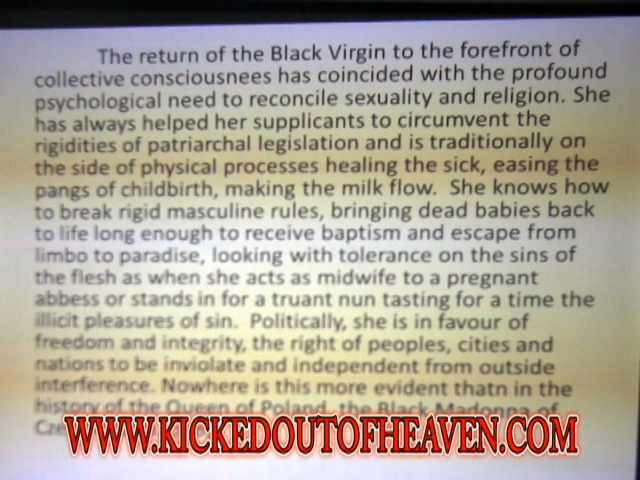 The return of the Black Virgin to the forefront of
collective consciousnees has coincided with the profound
psychological need to reconcile sexuality and religion. She
has always helped her supplicants to circumvent the
rigidities of patriarchal legislation and is traditionally on
the side of physical processes healing the sick, easing the
pangs of childbirth, making the milk flow. She knows how
to break rigid masculine rules, bringing dead babies back
to life long enough to receive baptism and escape from
limbo to paradise, looking with tolerance on the sins of
the flesh as when she acts as midwife to a pregnant
abbess or stands in for a truant nun tasting for a time the
illicit pleasures of sin. Politically, she is in favour of
freedom and integrity, the right of peoples, cities and
nations to be inviolate and independent from outside
interference. Nowhere is this more evident thatn in the
history of the Queen of Poland, the Black Madonna of
WWW.KICKEDOUTOFHEAVEN.COM